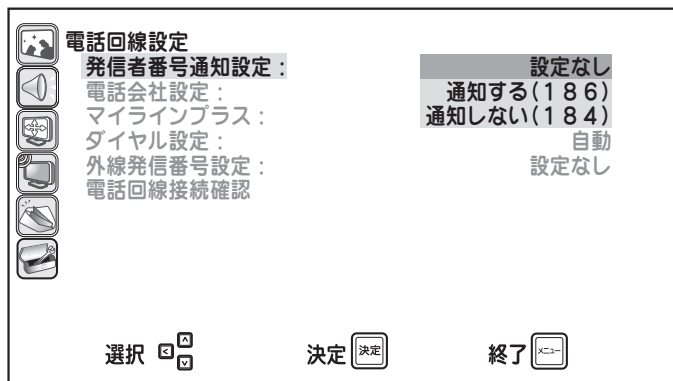 電話回線設定
発信者番号通知設定： 設定なし
電話会社設定： 通知する(１８６)
マイラインプラス： 通知しない(１８４)
ダイヤル設定： 自動
外線発信番号設定： 設定なし
電話回線接続確認
選択 決定 決定 終了 メニュー